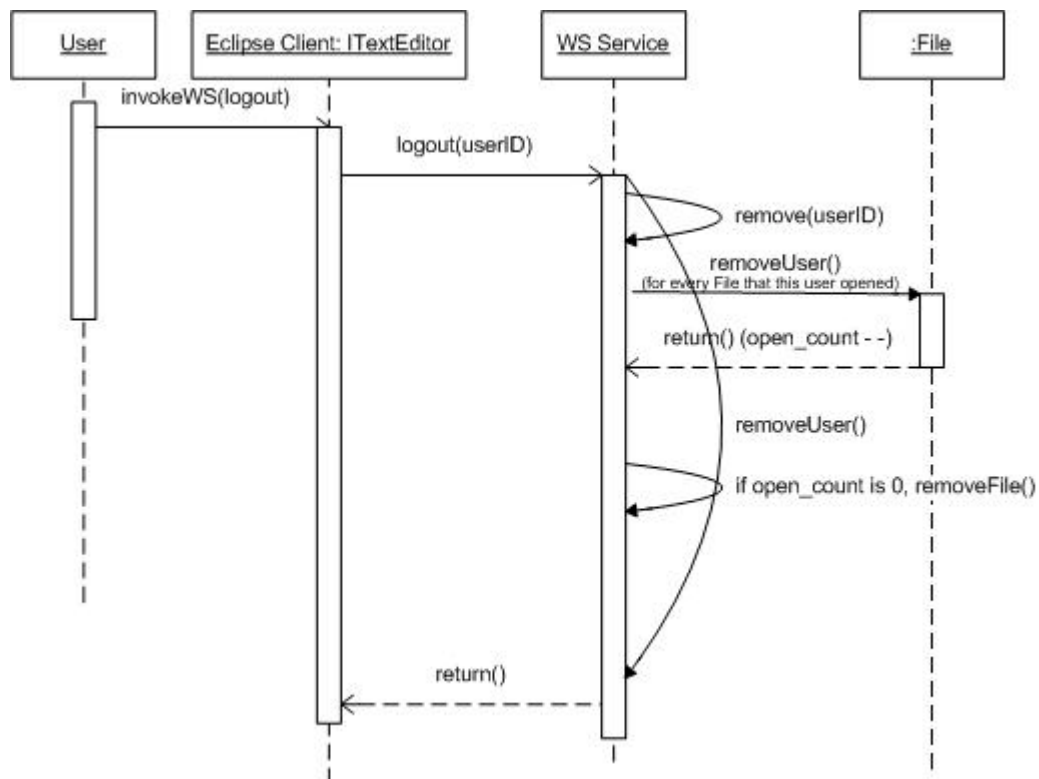 User
Eclipse Client: ITextEditor
WS Service
:File
invokeWS(logout)
logout(userID)
remove(userID)
removeUser()
(for every File that this user opened)
return() (open_count - -)
removeUser()
if open_count is 0, removeFile()
return()